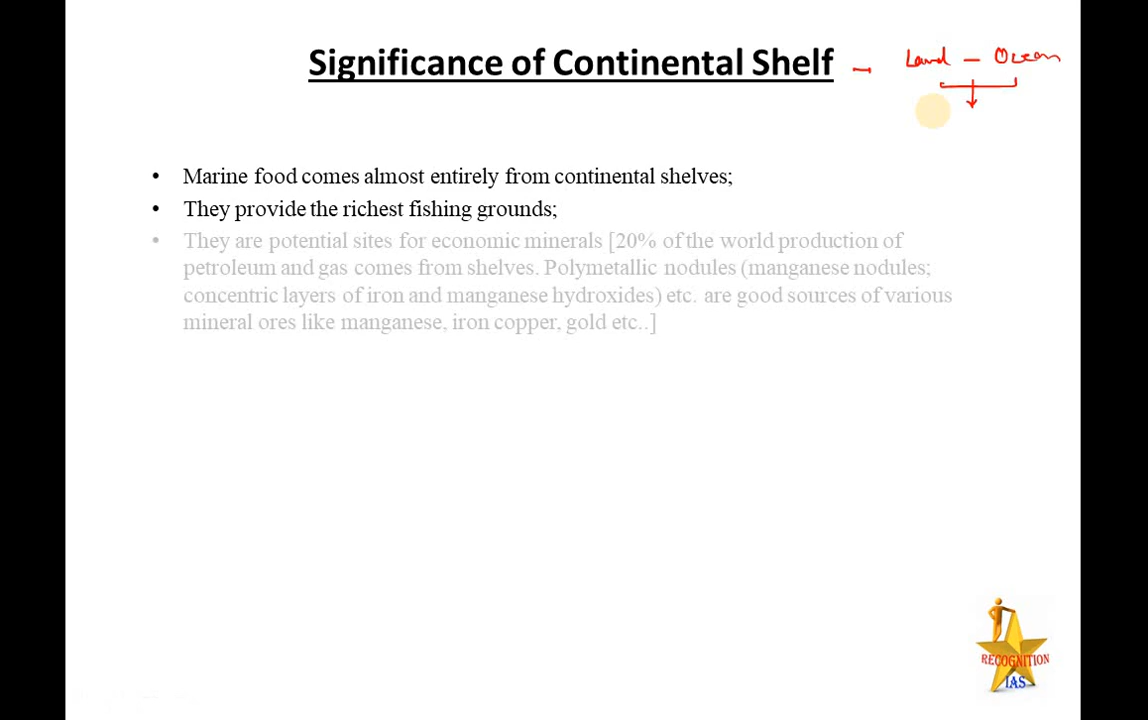 Significance of Continental Shelf - Land - Ocean
• Marine food comes almost entirely from continental shelves;
• They provide the richest fishing grounds;
• They are potential sites for economic minerals [20% of the world production of
petroleum and gas comes from shelves. Polymetallic nodules (manganese nodules;
concentric layers of iron and manganese hydroxides) etc. are good sources of various
mineral ores like manganese, iron copper, gold etc..]
RECOGNITION
IAS